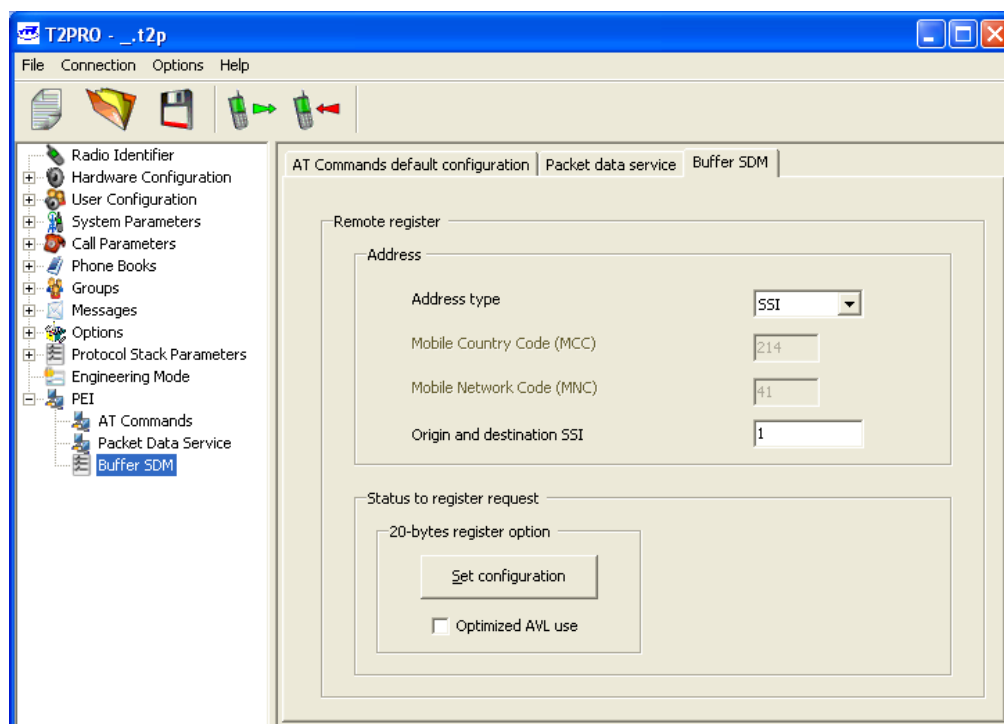 T2PRO - _.t2p
File Connection Options Help
Radio Identifier
Hardware Configuration
User Configuration
System Parameters
Call Parameters
Phone Books
Groups
Messages
Options
Protocol Stack Parameters
Engineering Mode
PEI
AT Commands
Packet Data Service
Buffer SDM
AT Commands default configuration Packet data service Buffer SDM
Remote register
Address
Address type SSI
Mobile Country Code (MCC) 214
Mobile Network Code (MNC) 41
Origin and destination SSI 1
Status to register request
20-bytes register option
Set configuration
Optimized AVL use